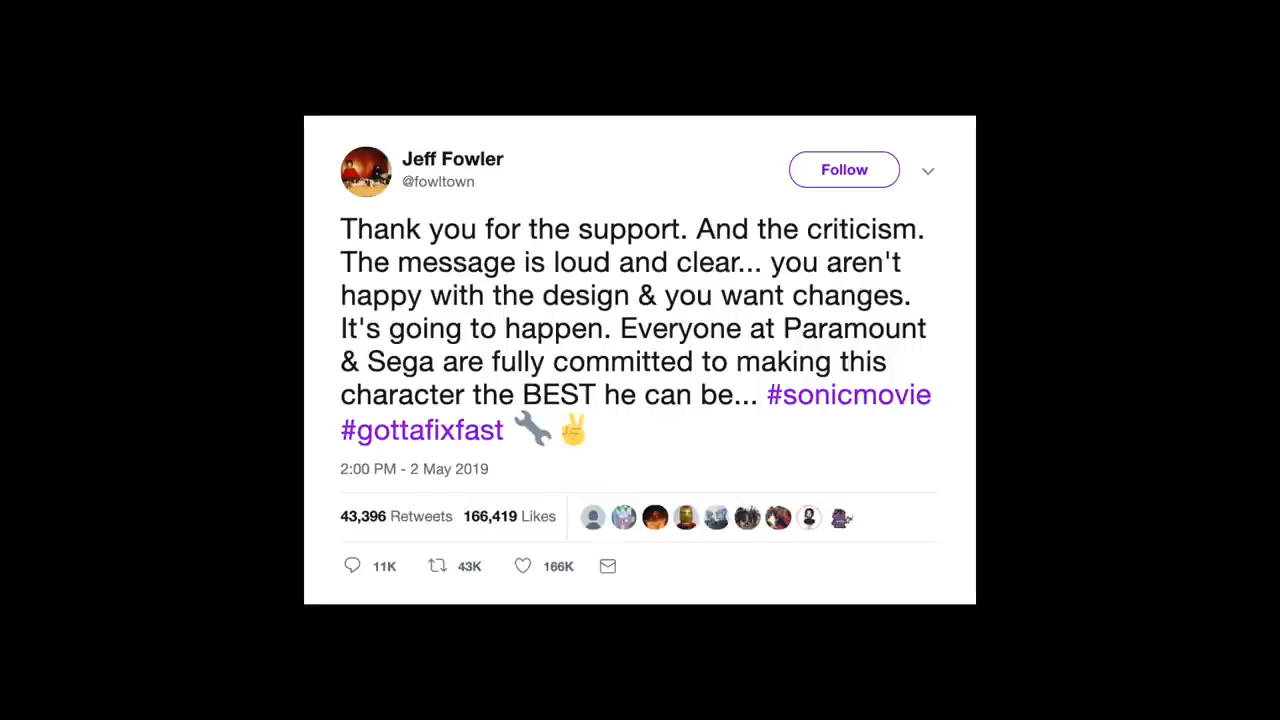 Jeff Fowler
@fowltown
Follow
Thank you for the support. And the criticism.
The message is loud and clear... you aren't
happy with the design & you want changes.
It's going to happen. Everyone at Paramount
& Sega are fully committed to making this
character the BEST he can be... #sonicmovie
#gottafixfast 🔧✌
2:00 PM - 2 May 2019
43,396 Retweets 166,419 Likes
11K 43K 166K